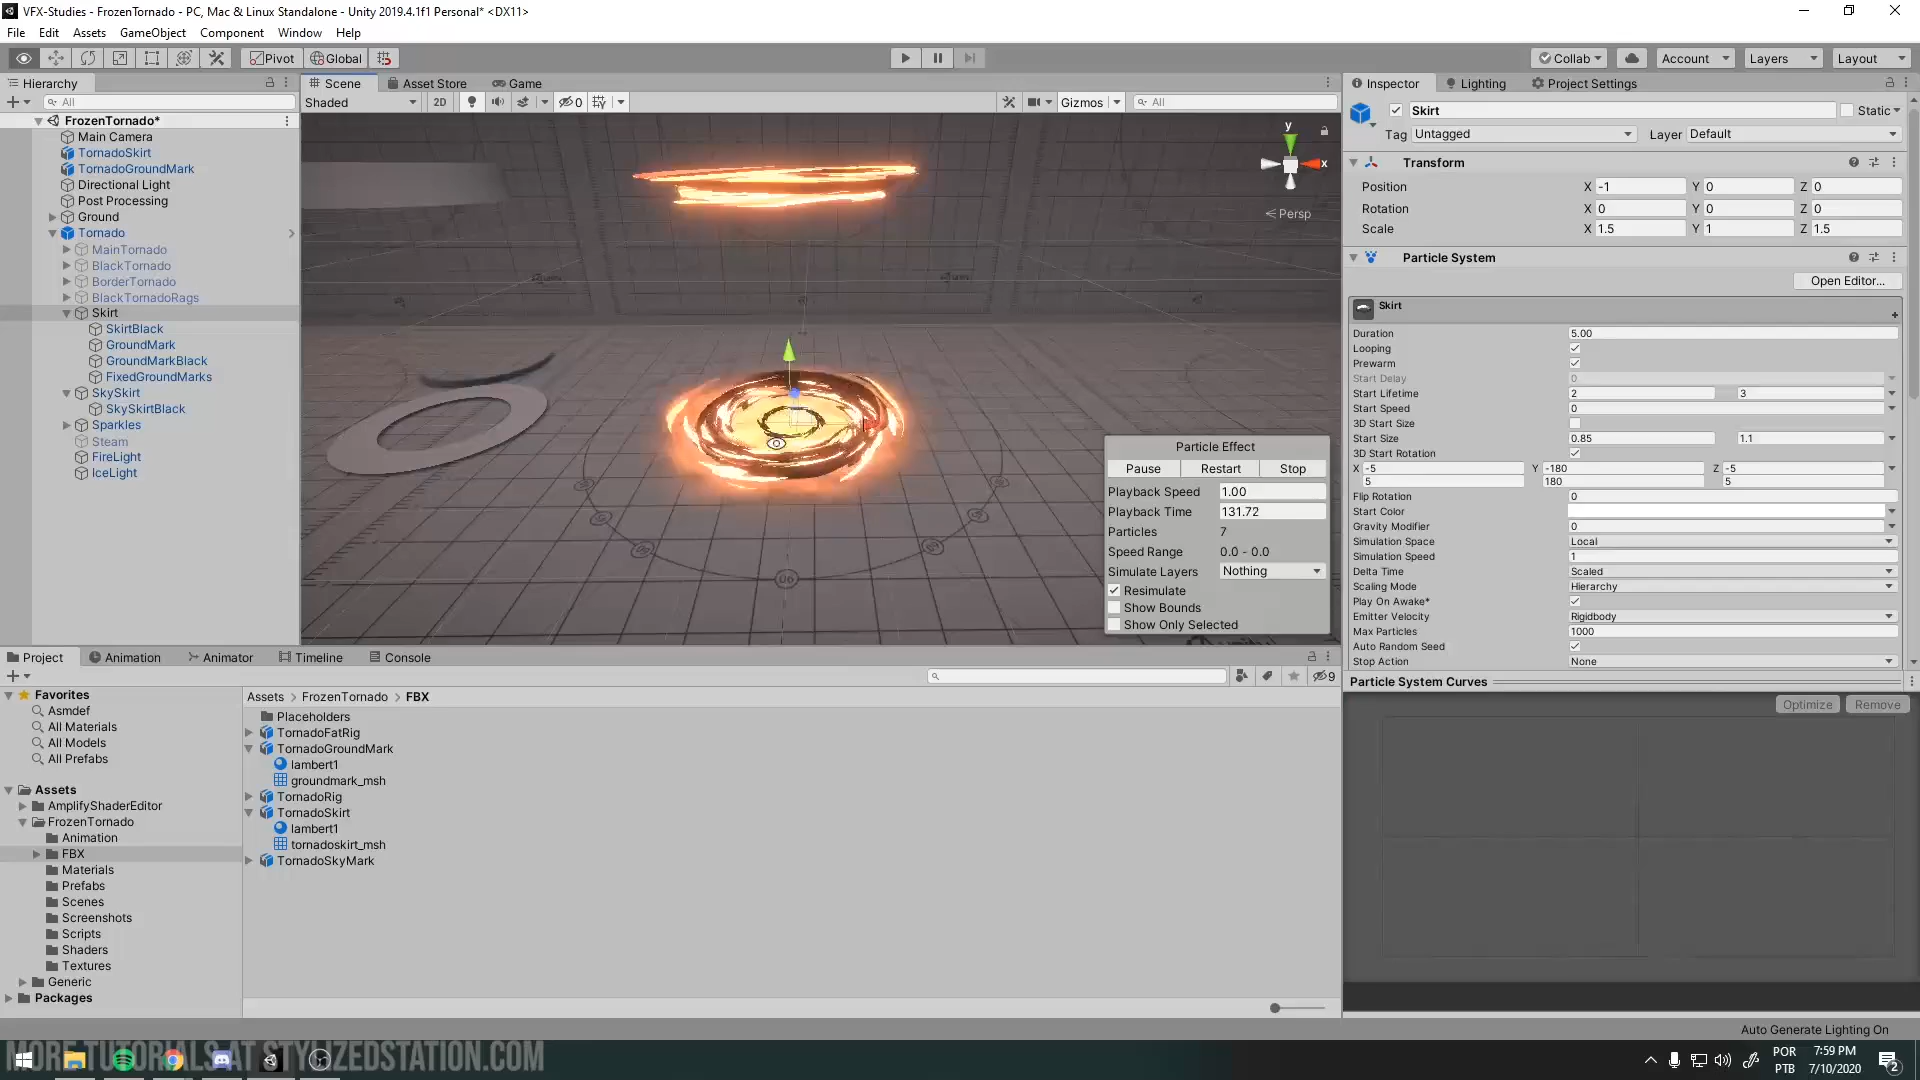 VFX-Studies - FrozenTornado - PC, Mac & Linux Standalone - Unity 2019.4.1f1 Personal* <DX11>
File Edit Assets GameObject Component Window Help
Pivot Global Collab Account Layers Layout
Hierarchy
All
FrozenTornado*
Main Camera
TornadoSkirt
TornadoGroundMark
Directional Light
Post Processing
Ground
Tornado
MainTornado
BlackTornado
BorderTornado
BlackTornadoRags
Skirt
SkirtBlack
GroundMark
GroundMarkBlack
FixedGroundMarks
SkySkirt
SkySkirtBlack
Sparkles
Steam
FireLight
IceLight
Scene Asset Store Game
Shaded 2D 0 Gizmos All
y
x
Persp
Particle Effect
Pause Restart Stop
Playback Speed 1.00
Playback Time 131.72
Particles 7
Speed Range 0.0 - 0.0
Simulate Layers Nothing
Resimulate
Show Bounds
Show Only Selected
Inspector Lighting Project Settings
Skirt Static
Tag Untagged Layer Default
Transform
Position X -1 Y 0 Z 0
Rotation X 0 Y 0 Z 0
Scale X 1.5 Y 1 Z 1.5
Particle System
Open Editor...
Skirt
Duration 5.00
Looping
Prewarm
Start Delay 0
Start Lifetime 2 3
Start Speed 0
3D Start Size
Start Size 0.85 1.1
3D Start Rotation
X -5 Y -180 Z -5
5 180 5
Flip Rotation 0
Start Color
Gravity Modifier 0
Simulation Space Local
Simulation Speed 1
Delta Time Scaled
Scaling Mode Hierarchy
Play On Awake*
Emitter Velocity Rigidbody
Max Particles 1000
Auto Random Seed
Stop Action None
Particle System Curves
Optimize Remove
Project Animation Animator Timeline Console
9
Favorites
Asmdef
All Materials
All Models
All Prefabs
Assets
AmplifyShaderEditor
FrozenTornado
Animation
FBX
Materials
Prefabs
Scenes
Screenshots
Scripts
Shaders
Textures
Generic
Packages
Assets > FrozenTornado > FBX
Placeholders
TornadoFatRig
TornadoGroundMark
lambert1
groundmark_msh
TornadoRig
TornadoSkirt
lambert1
tornadoskirt_msh
TornadoSkyMark
Auto Generate Lighting On
MORE TUTORIALS AT STYLIZEDSTATION.COM
POR
PTB
7:59 PM
7/10/2020
2